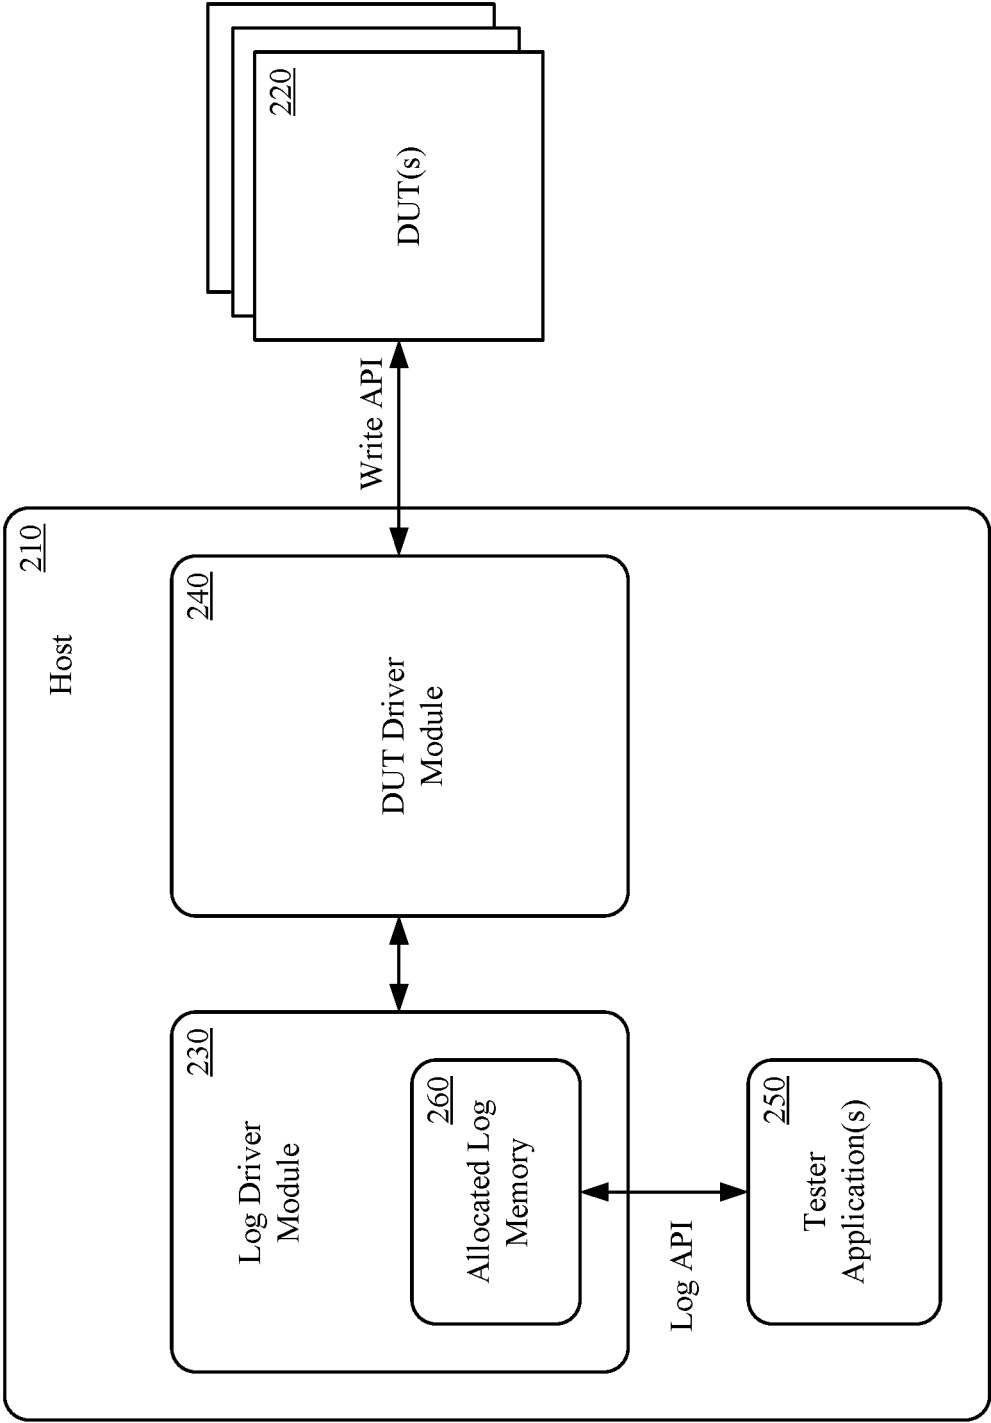 Host
210
Log Driver
Module
230
Allocated Log
Memory
260
DUT Driver
Module
240
Write API
DUT(s)
220
Log API
Tester
Application(s)
250